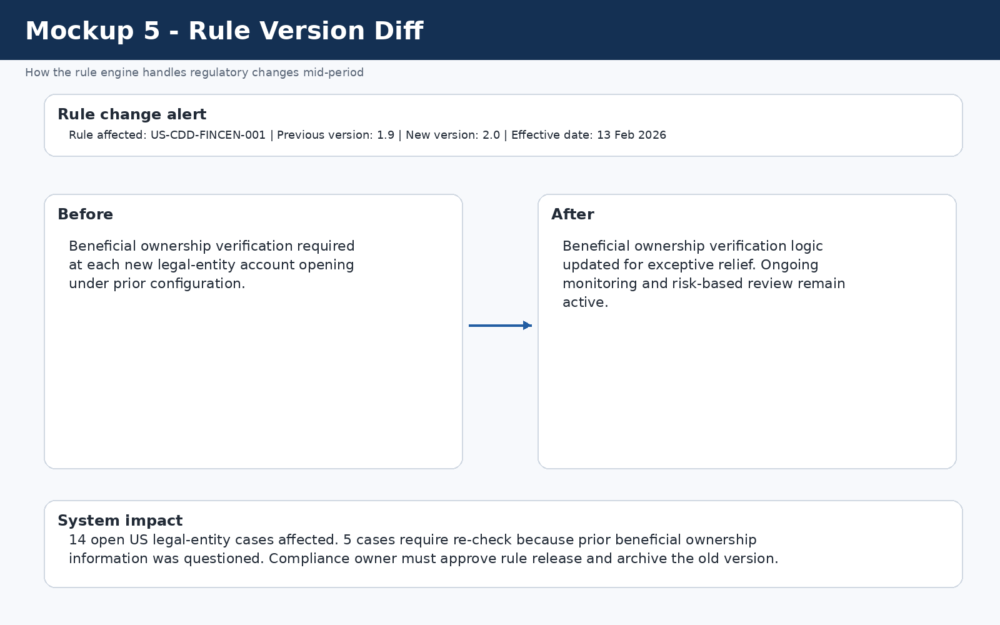 Mockup 5 - Rule Version Diff
How the rule engine handles regulatory changes mid-period
Rule change alert
Rule affected: US-CDD-FINCEN-001 | Previous version: 1.9 | New version: 2.0 | Effective date: 13 Feb 2026
Before
Beneficial ownership verification required
at each new legal-entity account opening
under prior configuration.
After
Beneficial ownership verification logic
updated for exceptive relief. Ongoing
monitoring and risk-based review remain
active.
System impact
14 open US legal-entity cases affected. 5 cases require re-check because prior beneficial ownership
information was questioned. Compliance owner must approve rule release and archive the old version.